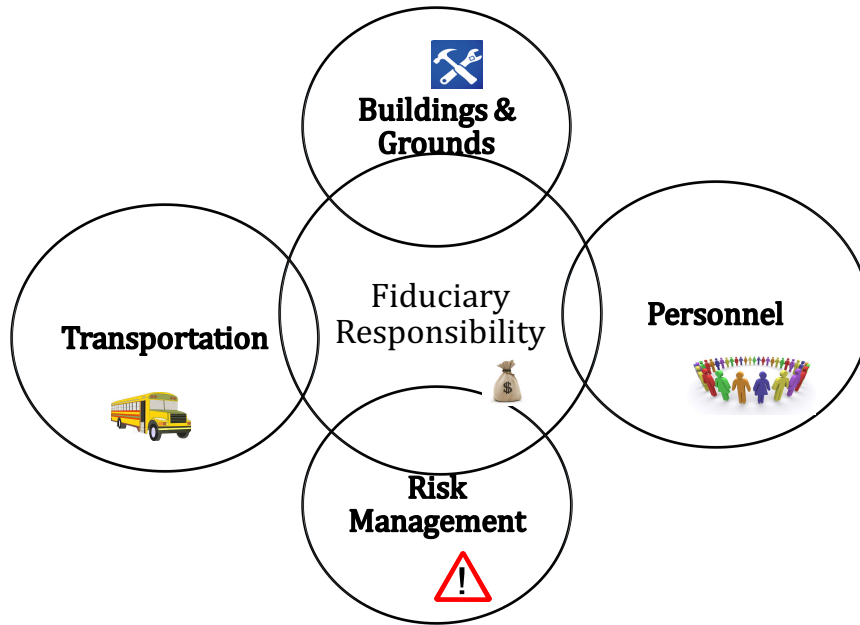 Buildings &
Grounds
Fiduciary
Responsibility
Transportation
Personnel
$
Risk
Management
!